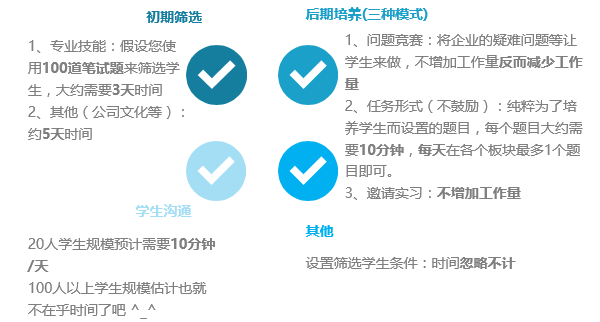 初期筛选
1、专业技能：假设您使
用100道笔试题来筛选学
生，大约需要3天时间
2、其他（公司文化等）：
约5天时间
后期培养(三种模式)
1、问题竞赛：将企业的疑难问题等让
学生来做，不增加工作量反而减少工作
量
2、任务形式（不鼓励）：纯粹为了培
养学生而设置的题目，每个题目大约需
要10分钟，每天在各个板块最多1个题
目即可。
3、邀请实习：不增加工作量
学生沟通
20人学生规模预计需要10分钟
/天
100人以上学生规模估计也就
不在乎时间了吧 ^_^
其他
设置筛选学生条件：时间忽略不计